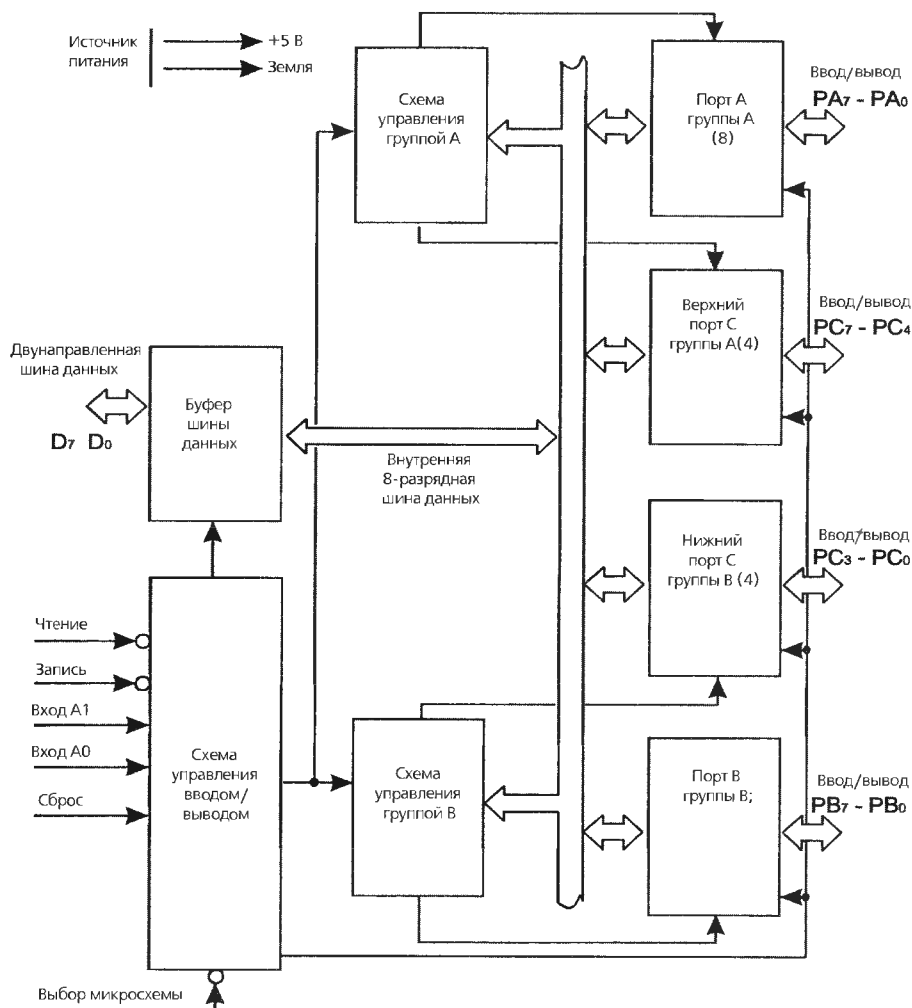 Источник
питания
+5 В
Земля
Схема
управления
группой А
Порт А
группы А
(8)
Ввод/вывод
PA7 - PA0
Верхний
порт С
группы А(4)
Ввод/вывод
PC7 - PC4
Двунаправленная
шина данных
D7 D0
Буфер
шины
данных
Внутренняя
8-разрядная
шина данных
Нижний
порт С
группы В (4)
Ввод/вывод
PC3 - PC0
Чтение
Запись
Вход А1
Вход А0
Сброс
Схема
управления
вводом/
выводом
Схема
управления
группой В
Порт В
группы В;
Ввод/вывод
PB7 - PB0
Выбор микросхемы